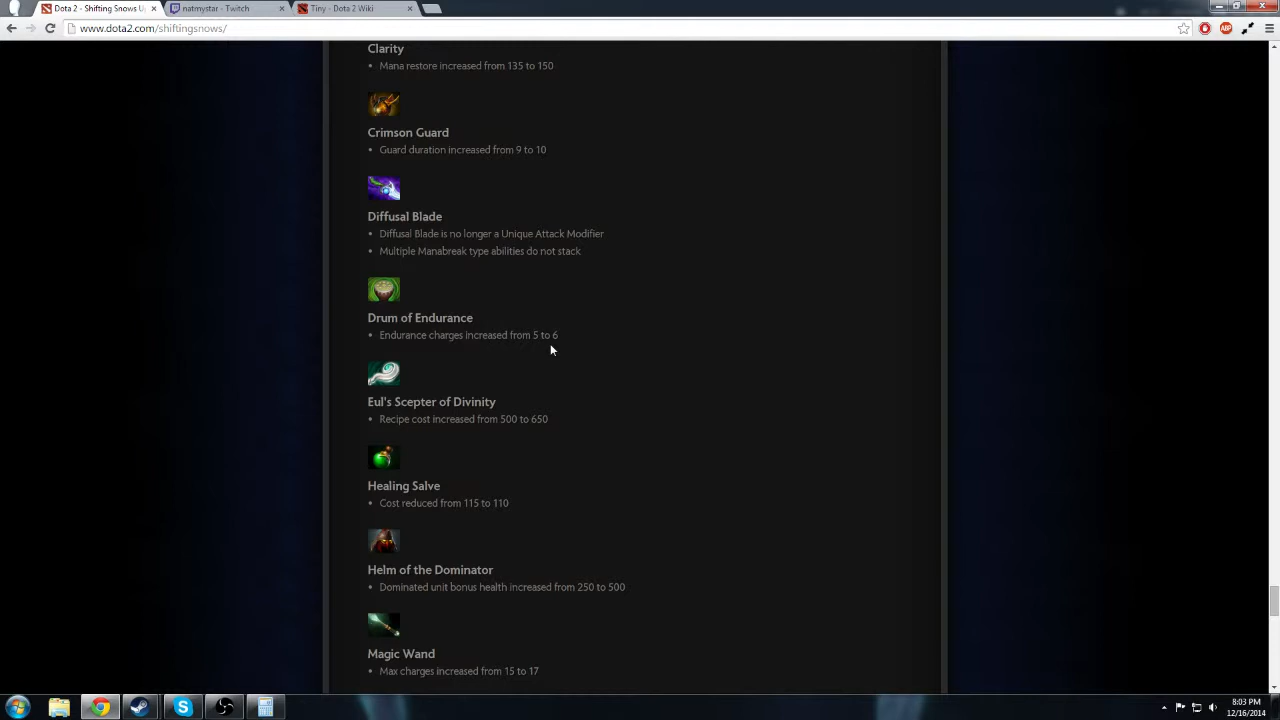 Dota 2 - Shifting Snows U
natmystar - Twitch
Tiny - Dota 2 Wiki
www.dota2.com/shiftingsnows/
Clarity
• Mana restore increased from 135 to 150
Crimson Guard
• Guard duration increased from 9 to 10
Diffusal Blade
• Diffusal Blade is no longer a Unique Attack Modifier
• Multiple Manabreak type abilities do not stack
Drum of Endurance
• Endurance charges increased from 5 to 6
Eul's Scepter of Divinity
• Recipe cost increased from 500 to 650
Healing Salve
• Cost reduced from 115 to 110
Helm of the Dominator
• Dominated unit bonus health increased from 250 to 500
Magic Wand
• Max charges increased from 15 to 17
8:03 PM
12/16/2014